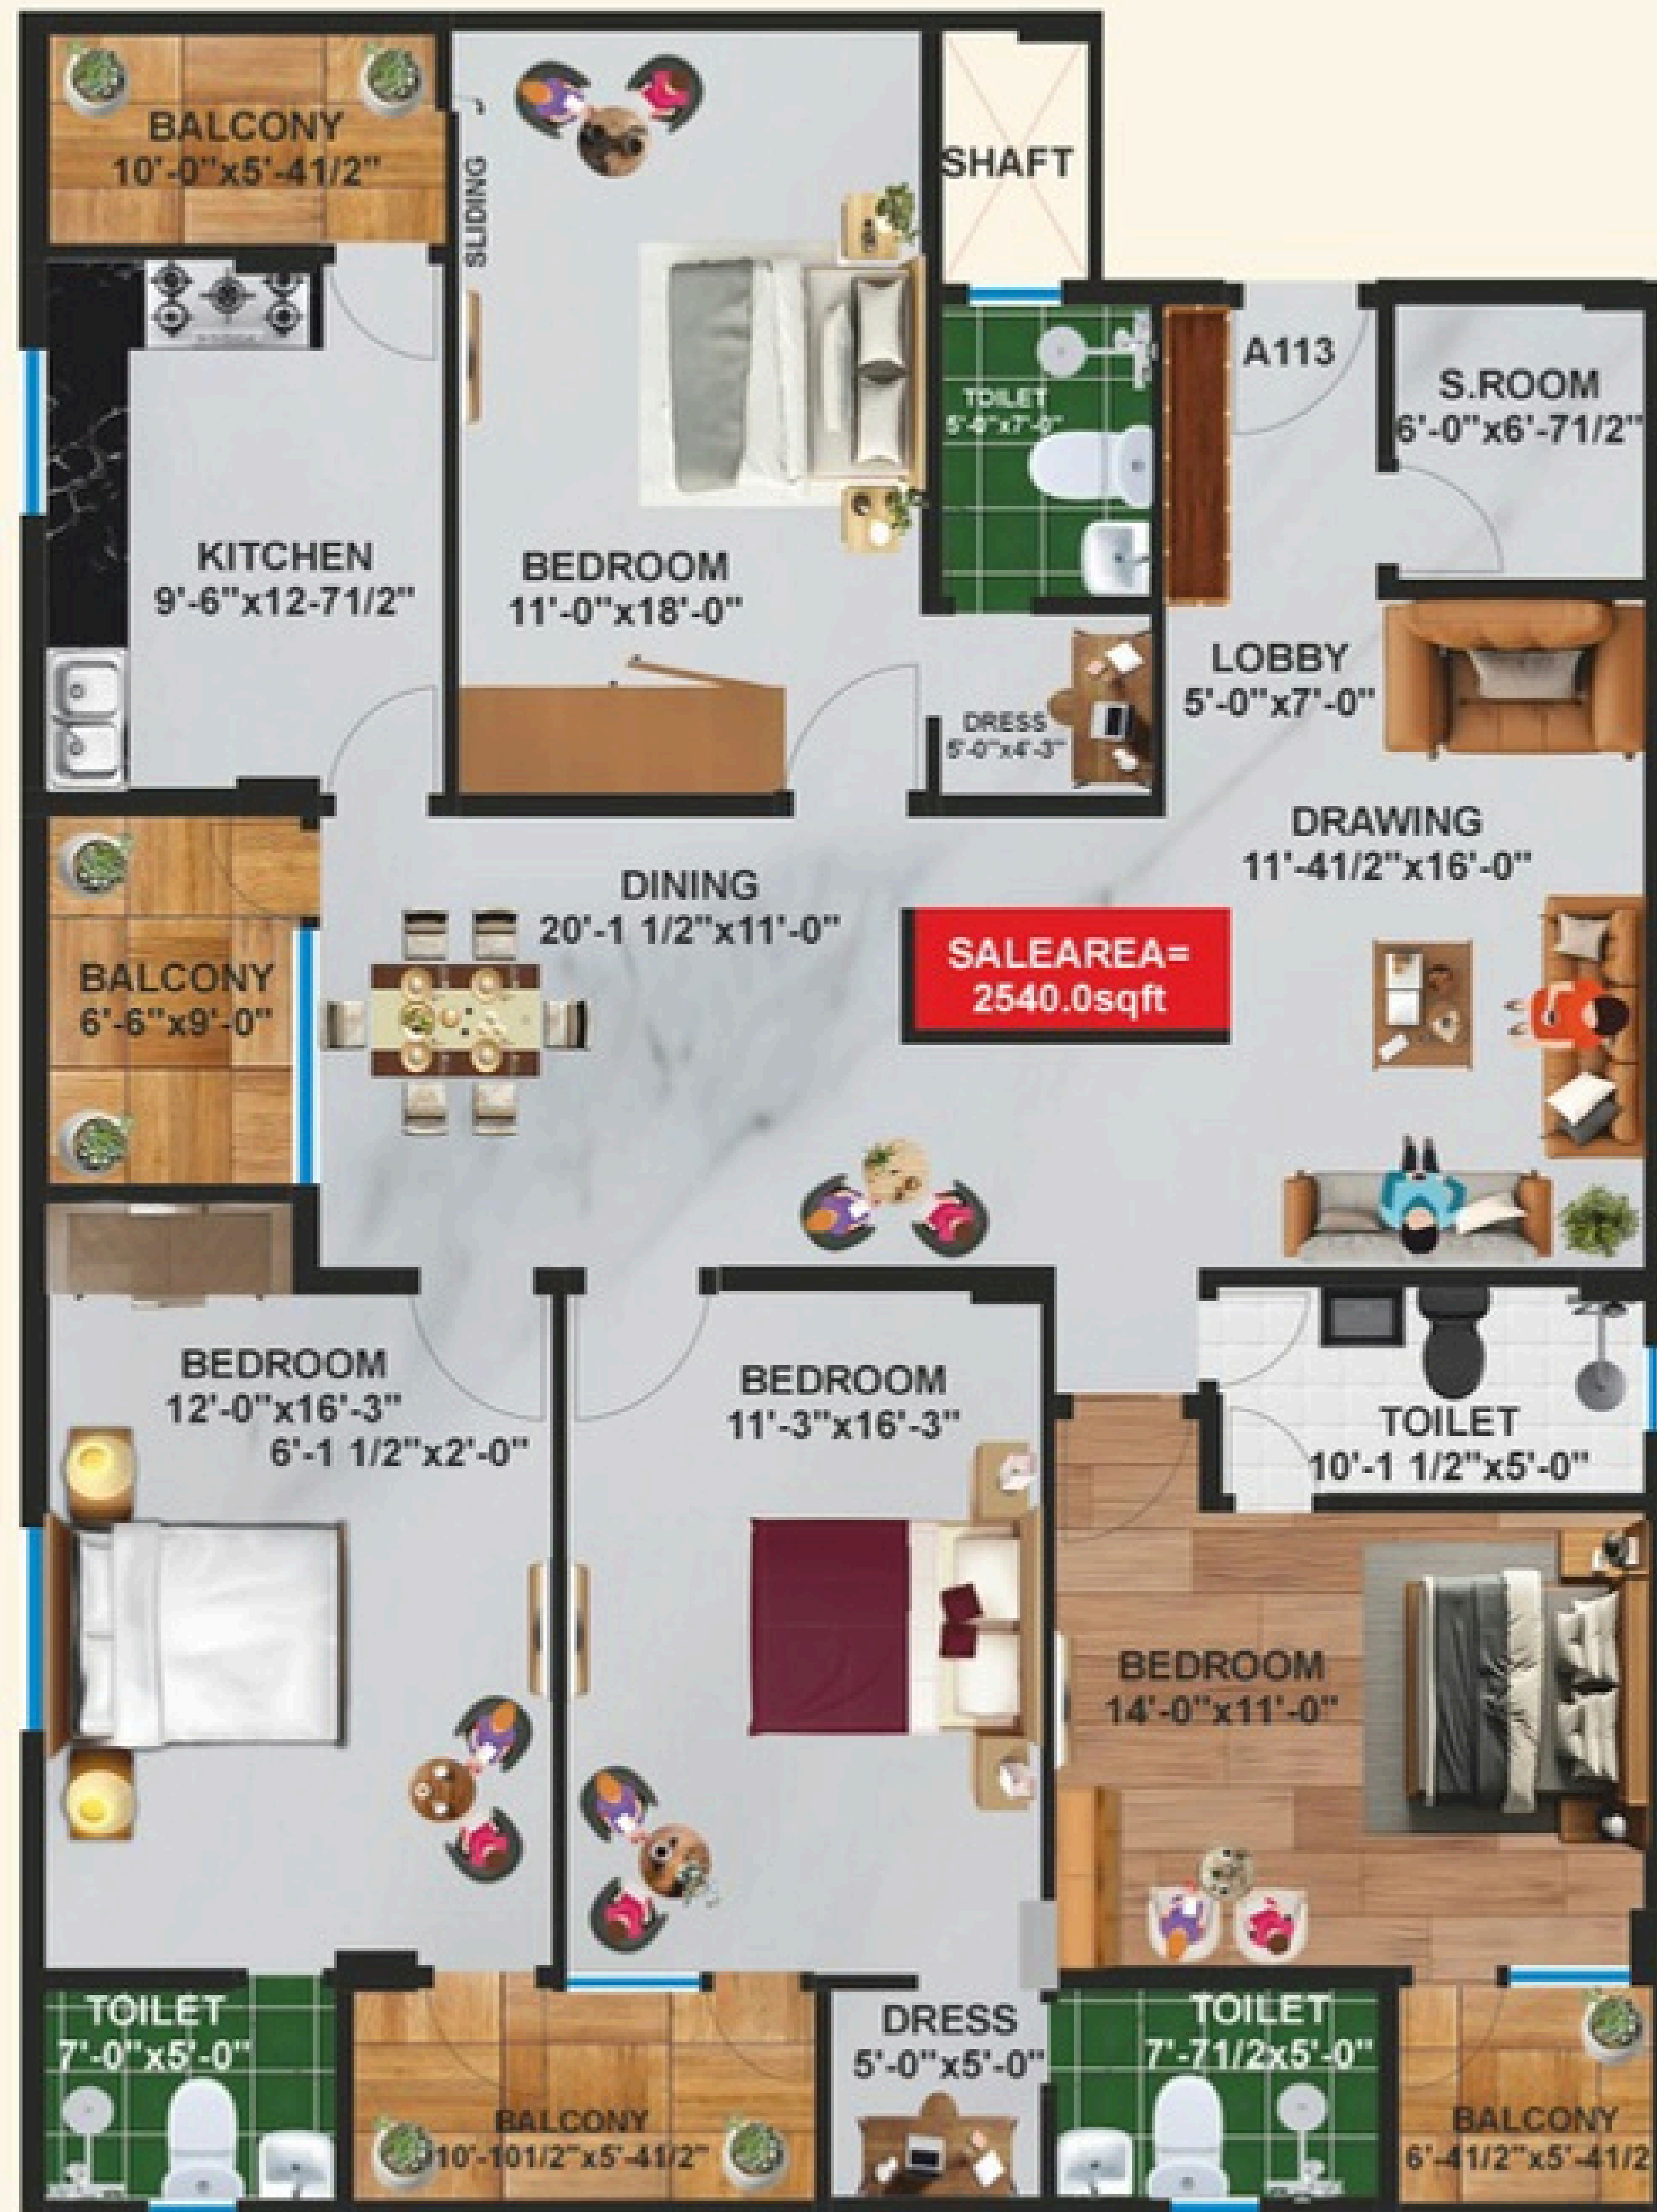 BALCONY
10'-0"x5'-41/2"
SLIDING
SHAFT
KITCHEN
9'-6"x12-71/2"
BEDROOM
11'-0"x18'-0"
TOILET
5'-0"x7'-0"
A113
S.ROOM
6'-0"x6'-71/2"
LOBBY
5'-0"x7'-0"
DRESS
5'-0"x4'-3"
DRAWING
11'-41/2"x16'-0"
DINING
20'-1 1/2"x11'-0"
SALEAREA=
2540.0sqft
BALCONY
6'-6"x9'-0"
BEDROOM
12'-0"x16'-3"
6'-1 1/2"x2'-0"
BEDROOM
11'-3"x16'-3"
TOILET
10'-1 1/2"x5'-0"
BEDROOM
14'-0"x11'-0"
TOILET
7'-0"x5'-0"
BALCONY
10'-101/2"x5'-41/2"
DRESS
5'-0"x5'-0"
TOILET
7'-71/2x5'-0"
BALCONY
6'-41/2"x5'-41/2